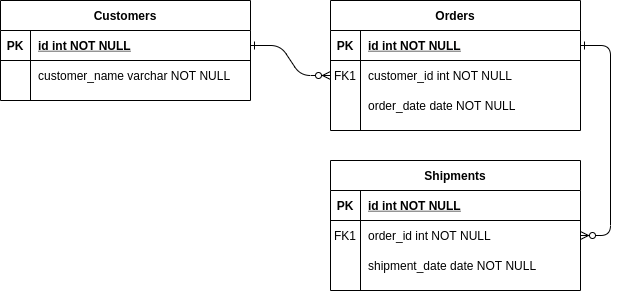 Customers
PK id int NOT NULL
customer_name varchar NOT NULL
Orders
PK id int NOT NULL
FK1 customer_id int NOT NULL
order_date date NOT NULL
Shipments
PK id int NOT NULL
FK1 order_id int NOT NULL
shipment_date date NOT NULL